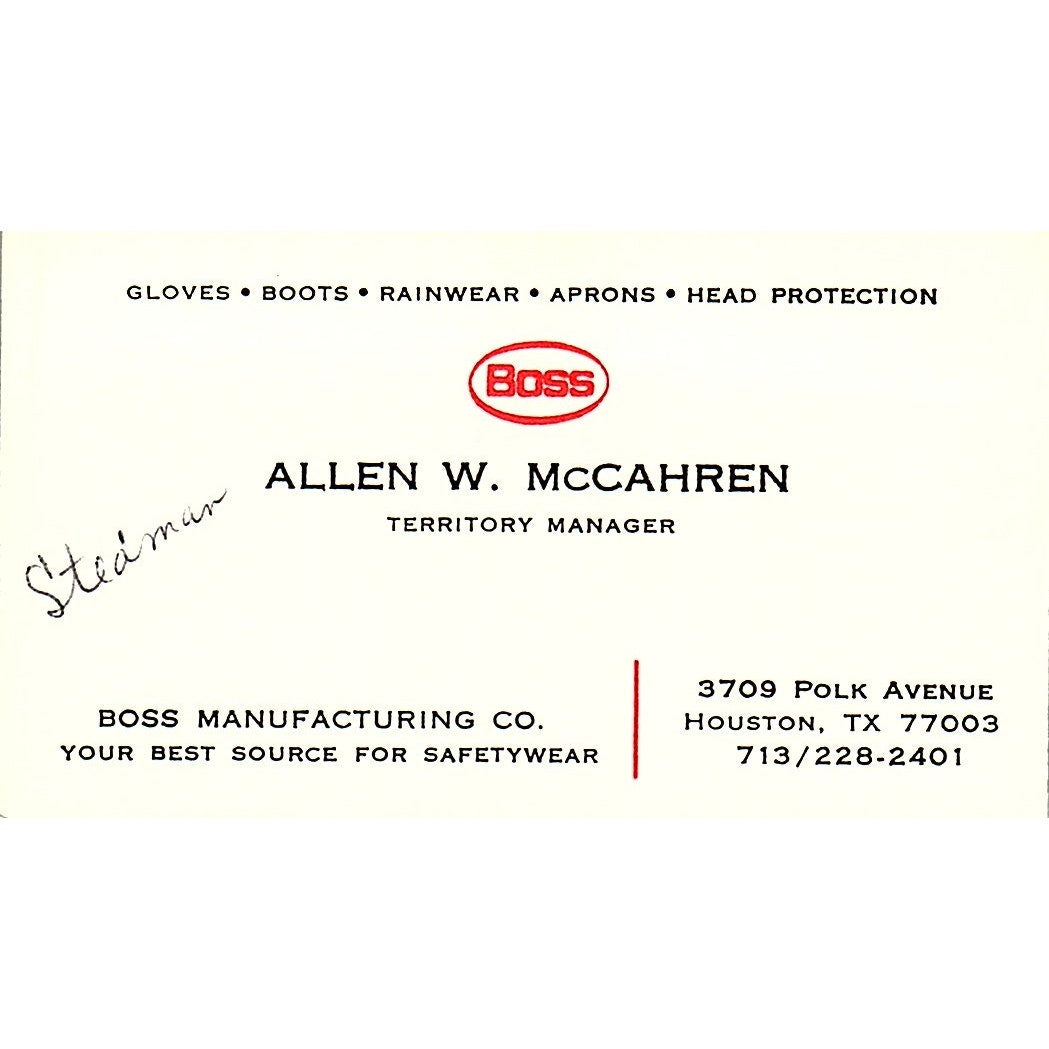 GLOVES • BOOTS • RAINWEAR • APRONS • HEAD PROTECTION
BOSS
ALLEN W. McCAHREN
TERRITORY MANAGER
Stedman
BOSS MANUFACTURING CO.
YOUR BEST SOURCE FOR SAFETYWEAR
3709 POLK AVENUE
HOUSTON, TX 77003
713/228-2401